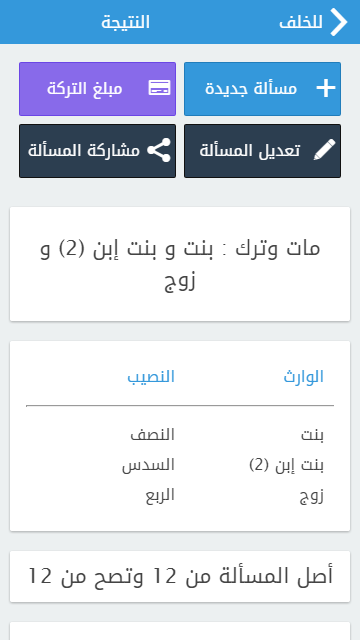 للخلف
النتيجة
مسألة جديدة
مبلغ التركة
تعديل المسألة
مشاركة المسألة
مات وترك : بنت و بنت إبن (2) و
زوج
الوارث النصيب
بنت النصف
بنت إبن (2) السدس
زوج الربع
أصل المسألة من 12 وتصح من 12